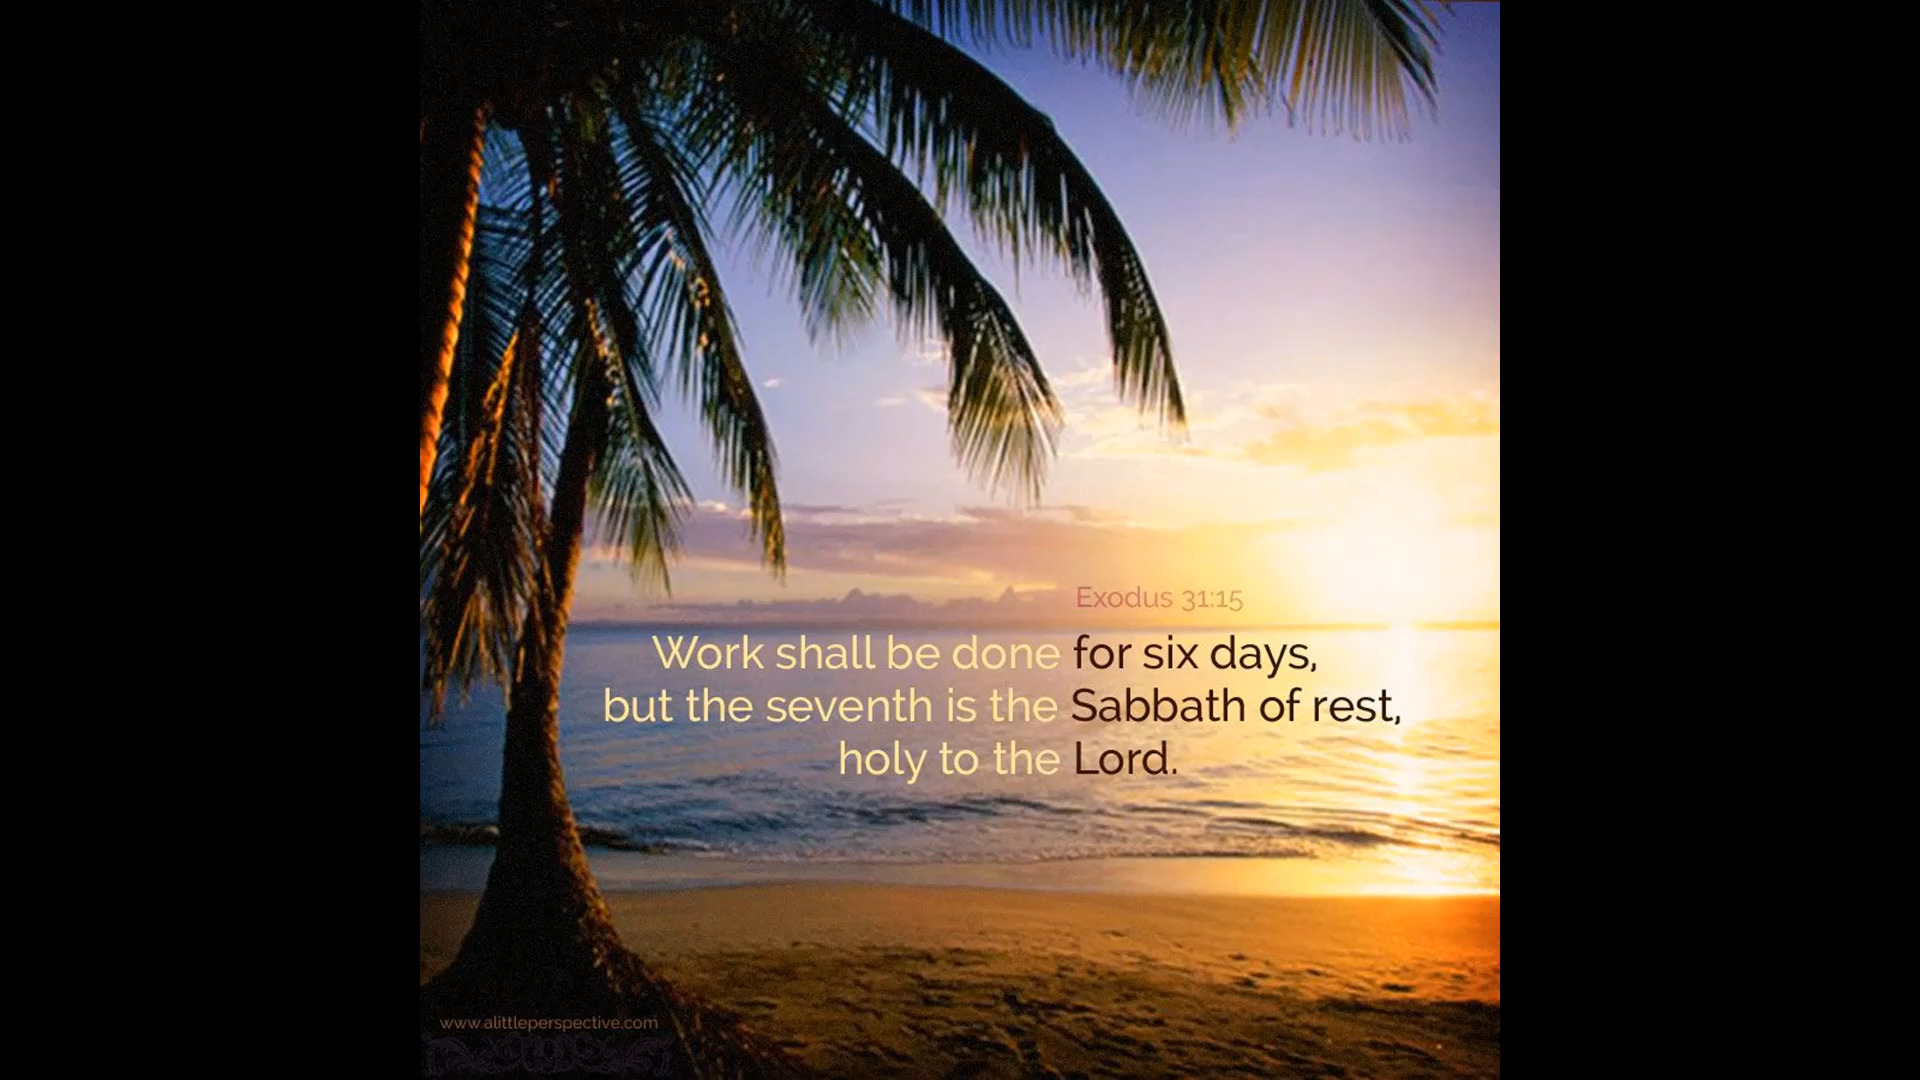 Exodus 31:15
Work shall be done for six days,
but the seventh is the Sabbath of rest,
holy to the Lord.
www.alittleperspective.com